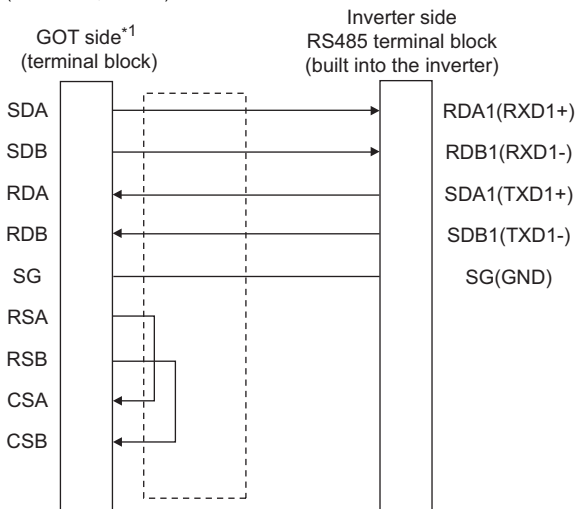 GOT side*1
(terminal block)
Inverter side
RS485 terminal block
(built into the inverter)
SDA
RDA1(RXD1+)
SDB
RDB1(RXD1-)
RDA
SDA1(TXD1+)
RDB
SDB1(TXD1-)
SG
SG(GND)
RSA
RSB
CSA
CSB